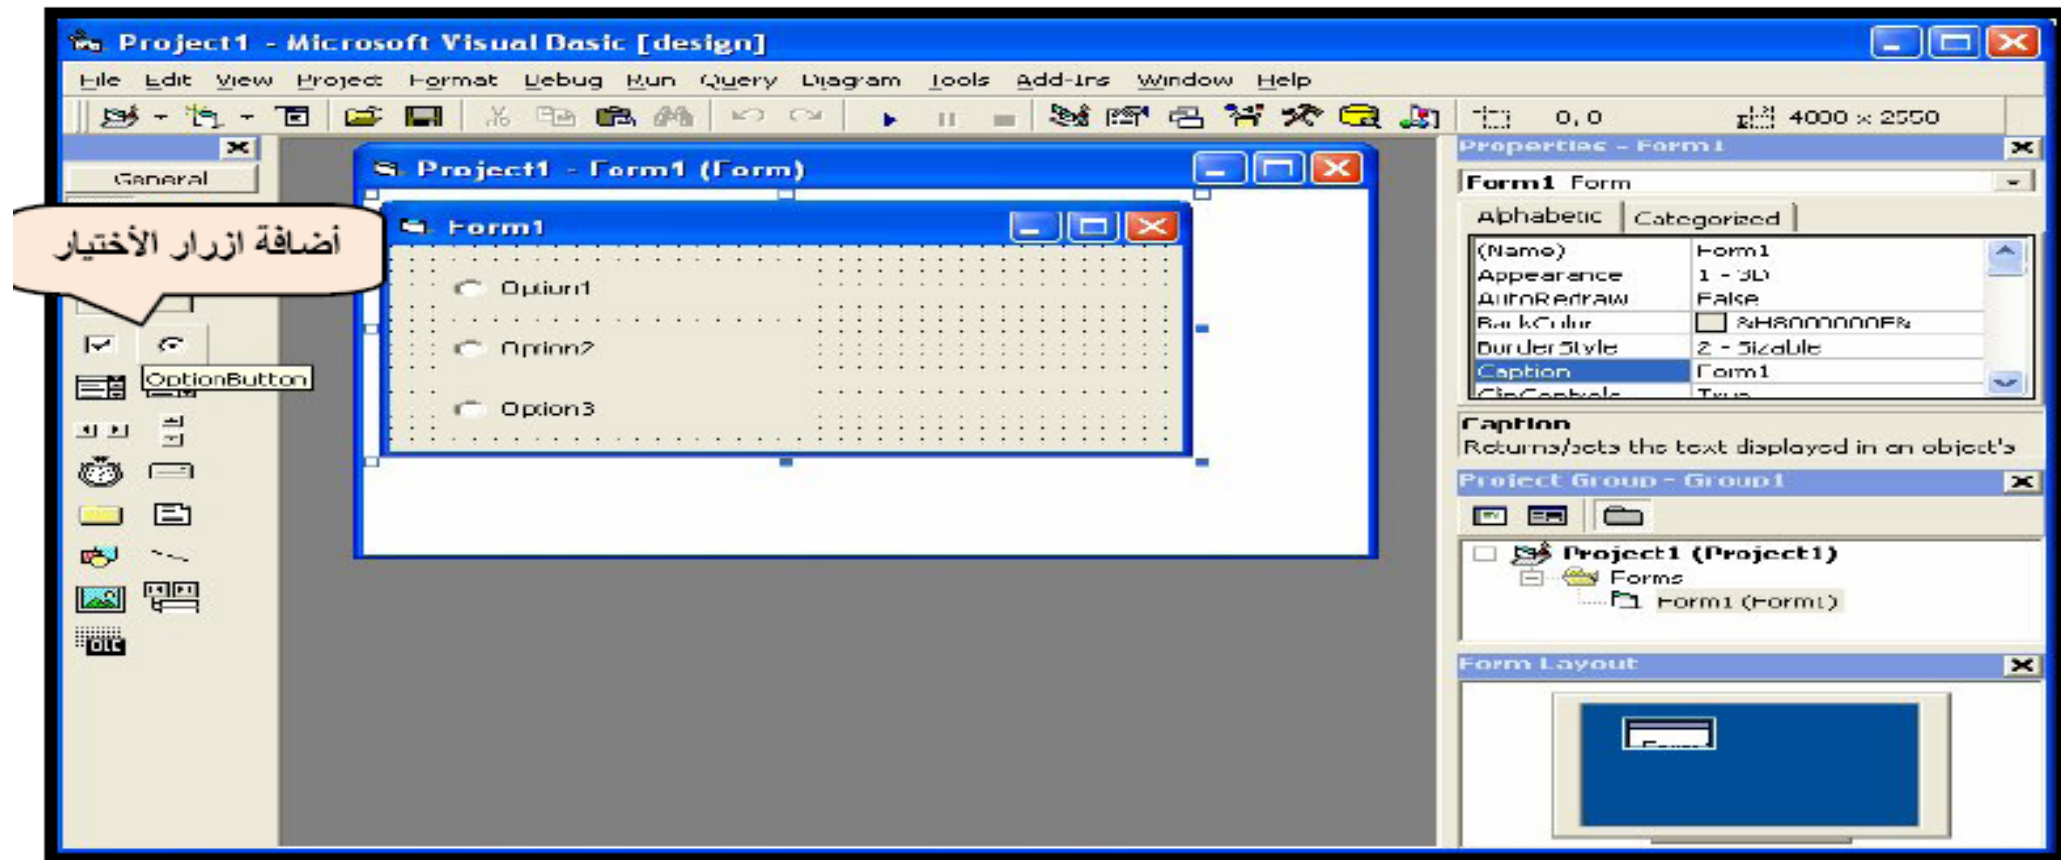 Project1 - Microsoft Visual Basic [design]
File Edit View Project Format Debug Run Query Diagram Tools Add-Ins Window Help
0, 0 4000 x 2550
General
أضافة ازرار الأختيار
OptionButton
Project1 - Form1 (Form)
Form1
Option1
Option2
Option3
Properties - Form1
Form1 Form
Alphabetic Categorized
(Name) Form1
Appearance 1 - 3D
AutoRedraw False
BackColor &H8000000F&
BorderStyle 2 - Sizable
Caption Form1
ClipControls True
Caption
Returns/sets the text displayed in an object's
Project Group - Group1
Project1 (Project1)
Forms
Form1 (Form1)
Form Layout